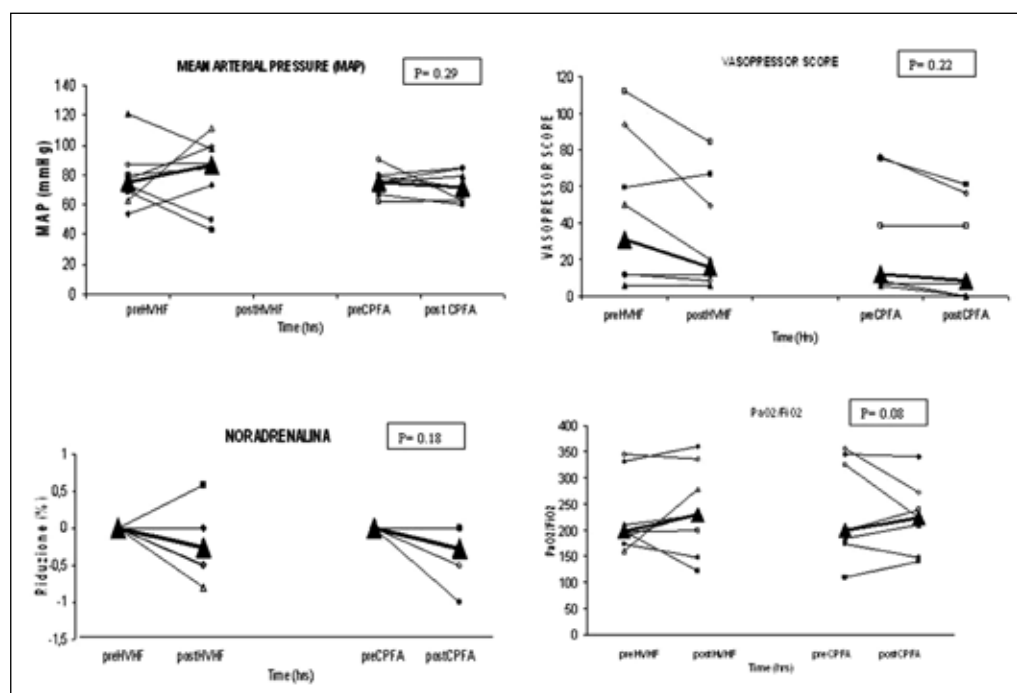 MEAN ARTERIAL PRESSURE (MAP)
P= 0.29
MAP (mmHg)
140
120
100
80
60
40
20
0
preHVHF
postHVHF
preCPFA
post CPFA
Time (hrs)
VASOPRESSOR SCORE
P= 0.22
VASOPRESSOR SCORE
120
100
80
60
40
20
0
preHVHF
postHVHF
preCPFA
postCPFA
Time (Hrs)
NORADRENALINA
P= 0.18
Riduzione (%)
1
0,5
0
-0,5
-1
-1,5
preHVHF
postHVHF
preCPFA
postCPFA
Time (hrs)
PaO2/FiO2
P= 0.08
PaO2/FiO2
400
350
300
250
200
150
100
50
0
preHVHF
postHVHF
preCPFA
postCPFA
Time (hrs)